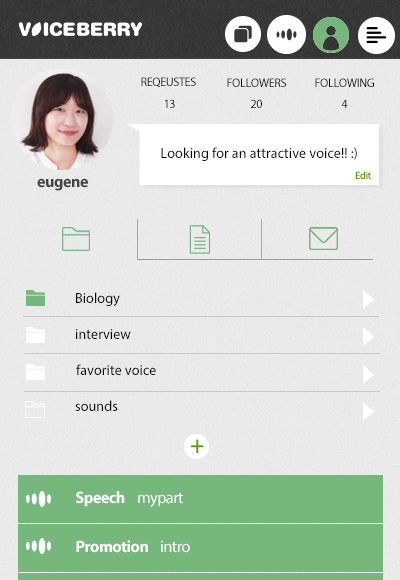 VOICEBERRY
REQEUSTES FOLLOWERS FOLLOWING
13 20 4
Looking for an attractive voice!! :)
Edit
eugene
Biology
interview
favorite voice
sounds
+
Speech mypart
Promotion intro